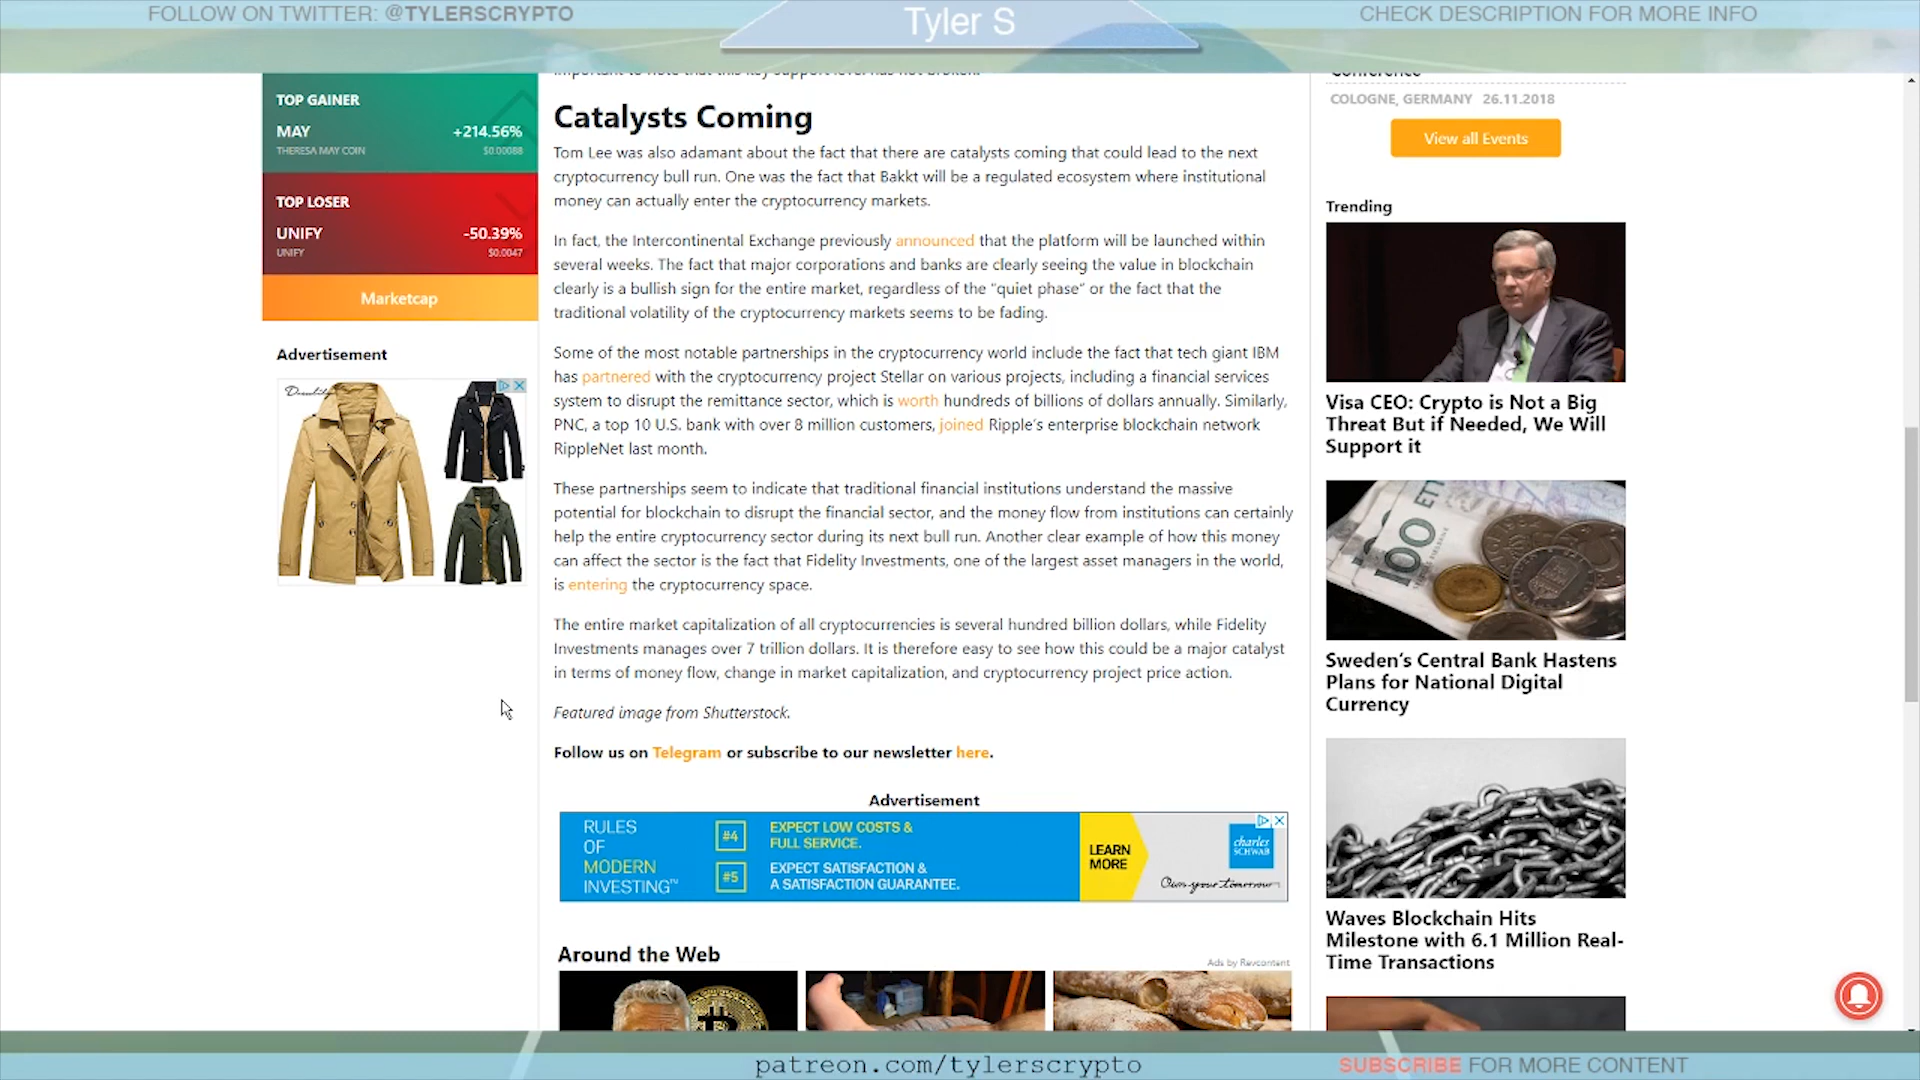 FOLLOW ON TWITTER: @TYLERSCRYPTO
Tyler S
CHECK DESCRIPTION FOR MORE INFO
TOP GAINER
MAY +214.56%
THERESA MAY COIN $0.00088
TOP LOSER
UNIFY -50.39%
UNIFY $0.0047
Marketcap
Advertisement
important to note that this key support level has not broken.
Catalysts Coming
Tom Lee was also adamant about the fact that there are catalysts coming that could lead to the next
cryptocurrency bull run. One was the fact that Bakkt will be a regulated ecosystem where institutional
money can actually enter the cryptocurrency markets.
In fact, the Intercontinental Exchange previously announced that the platform will be launched within
several weeks. The fact that major corporations and banks are clearly seeing the value in blockchain
clearly is a bullish sign for the entire market, regardless of the "quiet phase" or the fact that the
traditional volatility of the cryptocurrency markets seems to be fading.
Some of the most notable partnerships in the cryptocurrency world include the fact that tech giant IBM
has partnered with the cryptocurrency project Stellar on various projects, including a financial services
system to disrupt the remittance sector, which is worth hundreds of billions of dollars annually. Similarly,
PNC, a top 10 U.S. bank with over 8 million customers, joined Ripple's enterprise blockchain network
RippleNet last month.
These partnerships seem to indicate that traditional financial institutions understand the massive
potential for blockchain to disrupt the financial sector, and the money flow from institutions can certainly
help the entire cryptocurrency sector during its next bull run. Another clear example of how this money
can affect the sector is the fact that Fidelity Investments, one of the largest asset managers in the world,
is entering the cryptocurrency space.
The entire market capitalization of all cryptocurrencies is several hundred billion dollars, while Fidelity
Investments manages over 7 trillion dollars. It is therefore easy to see how this could be a major catalyst
in terms of money flow, change in market capitalization, and cryptocurrency project price action.
Featured image from Shutterstock.
Follow us on Telegram or subscribe to our newsletter here.
Advertisement
RULES
OF
MODERN
INVESTING™
#4 EXPECT LOW COSTS &
FULL SERVICE.
#5 EXPECT SATISFACTION &
A SATISFACTION GUARANTEE.
LEARN
MORE
charles
SCHWAB
Own your tomorrow
Around the Web
Ads by Revcontent
Conference
COLOGNE, GERMANY 26.11.2018
View all Events
Trending
Visa CEO: Crypto is Not a Big
Threat But if Needed, We Will
Support it
100
Sweden's Central Bank Hastens
Plans for National Digital
Currency
Waves Blockchain Hits
Milestone with 6.1 Million Real-
Time Transactions
patreon.com/tylerscrypto
SUBSCRIBE FOR MORE CONTENT